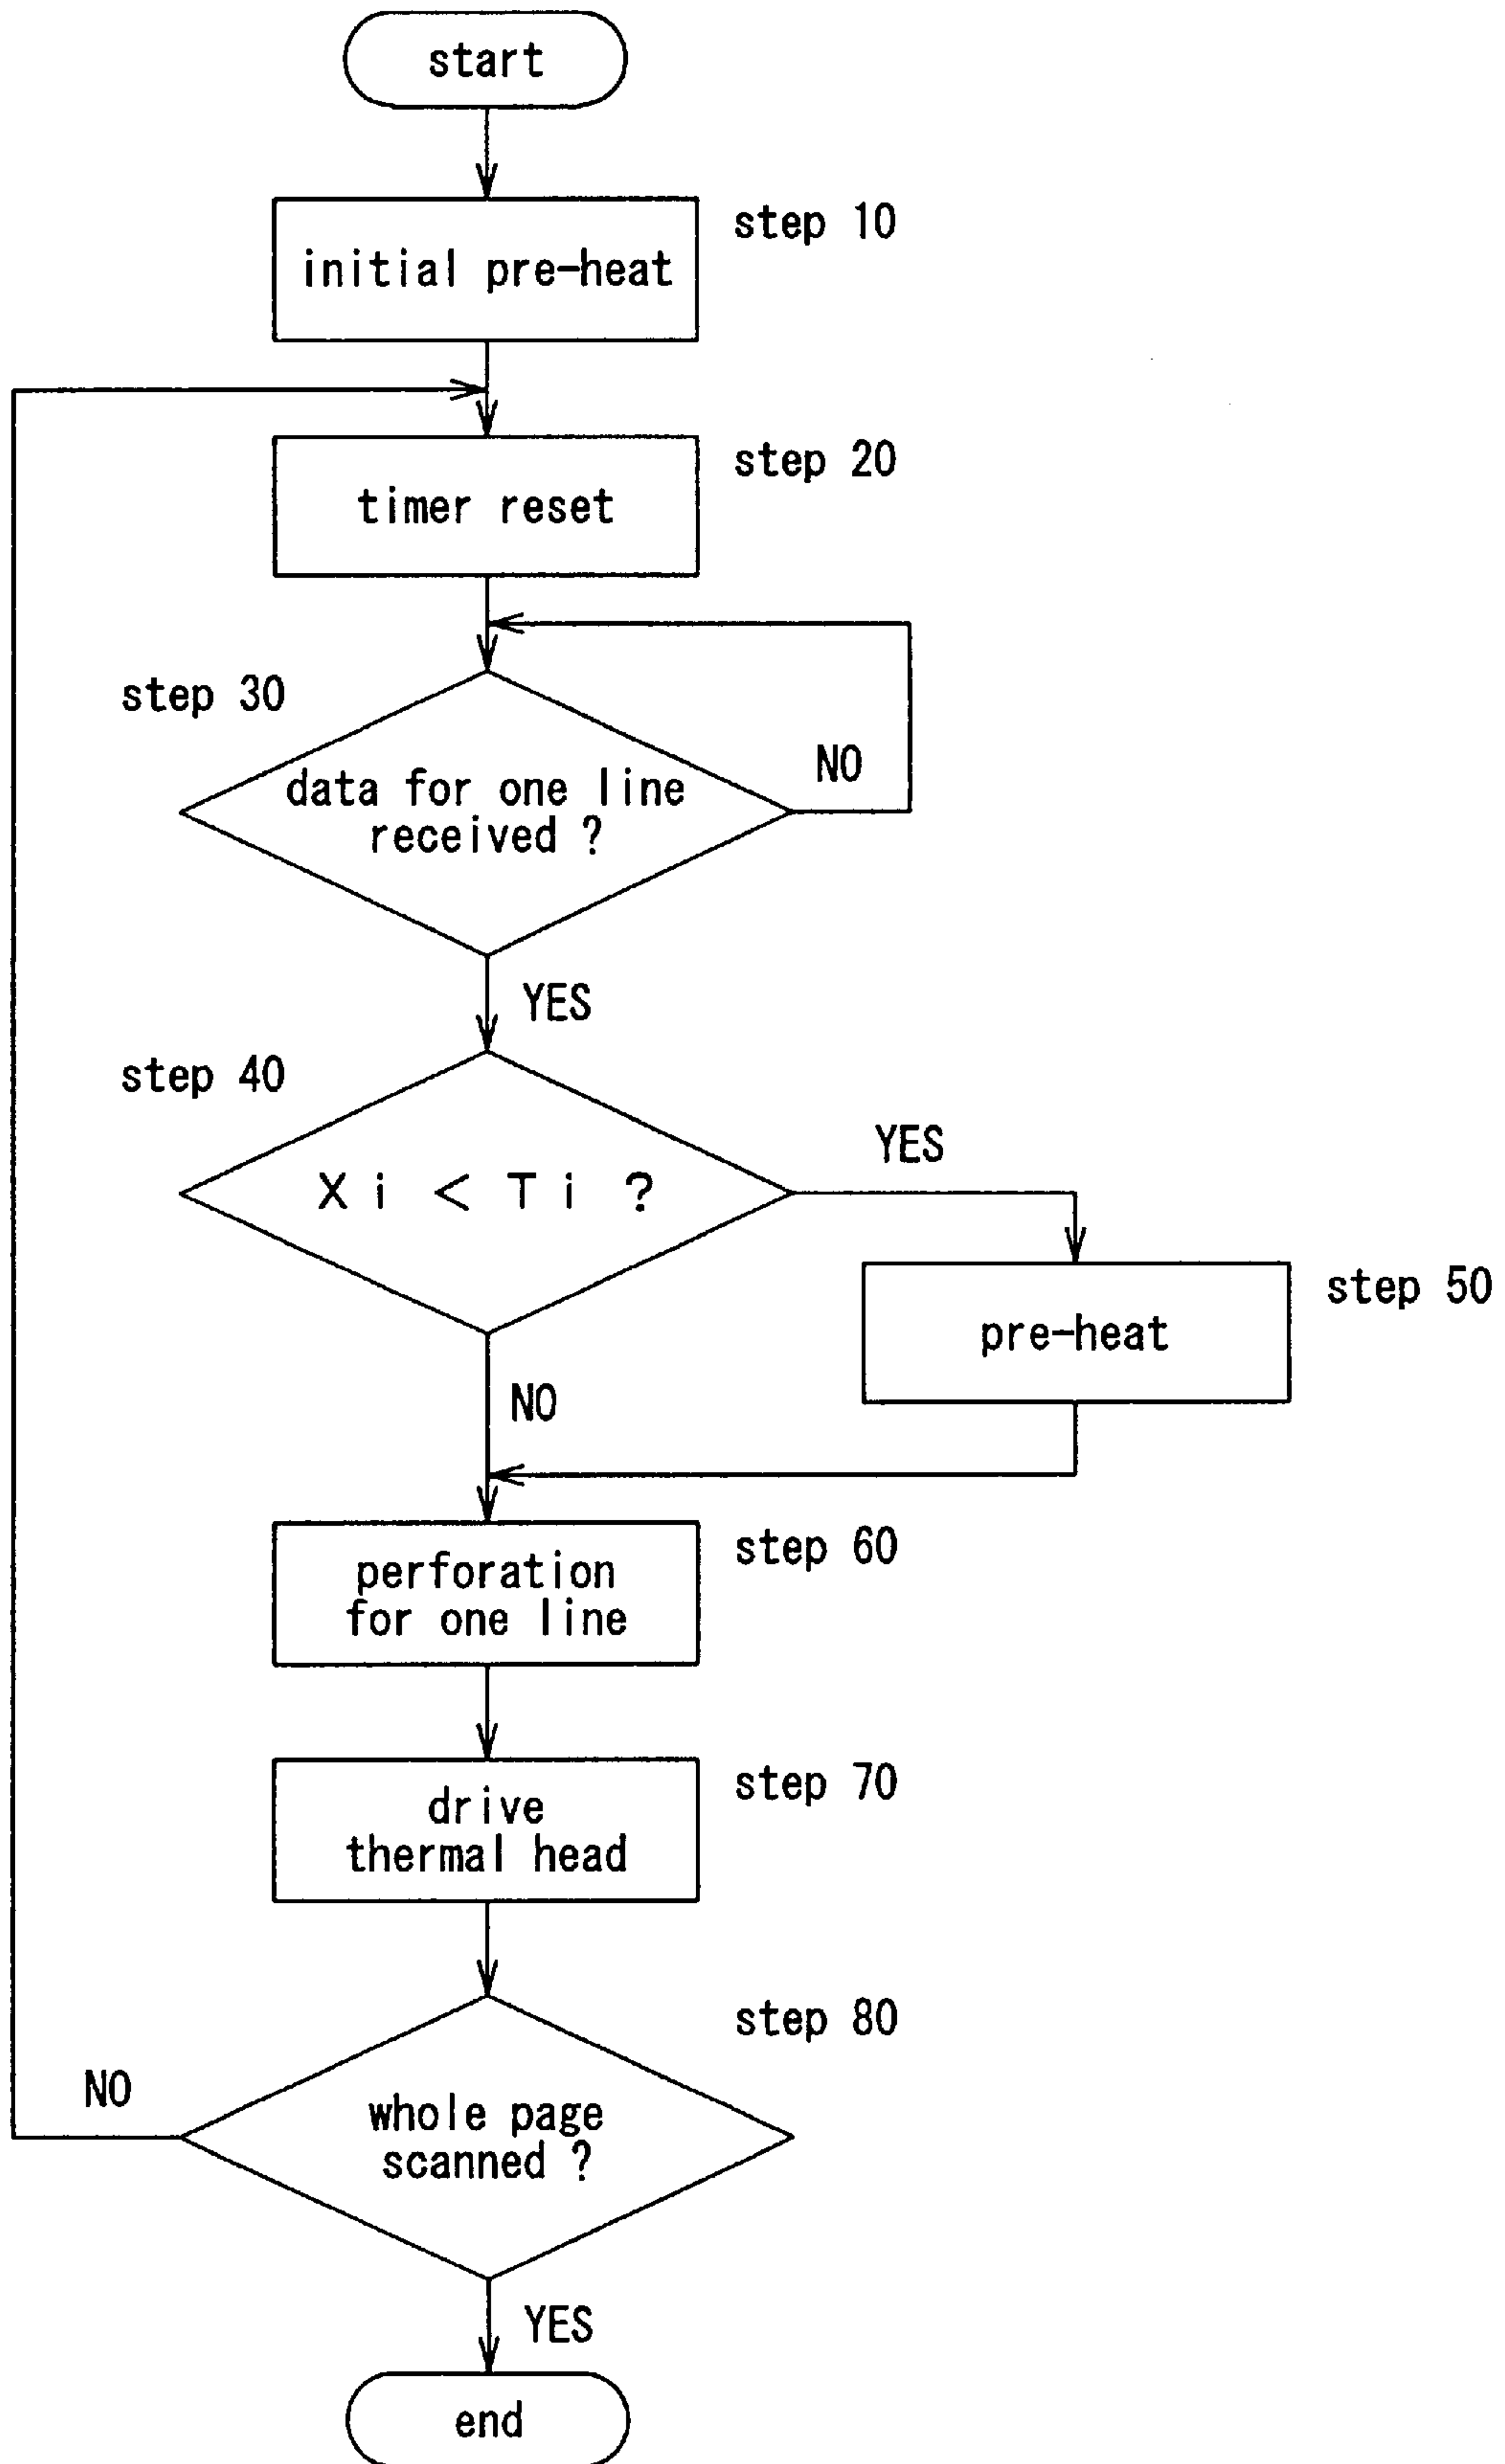 start
initial pre-heat
step 10
timer reset
step 20
step 30
data for one line
received ?
NO
YES
step 40
Xi < Ti ?
YES
pre-heat
step 50
NO
perforation
for one line
step 60
drive
thermal head
step 70
step 80
whole page
scanned ?
NO
YES
end